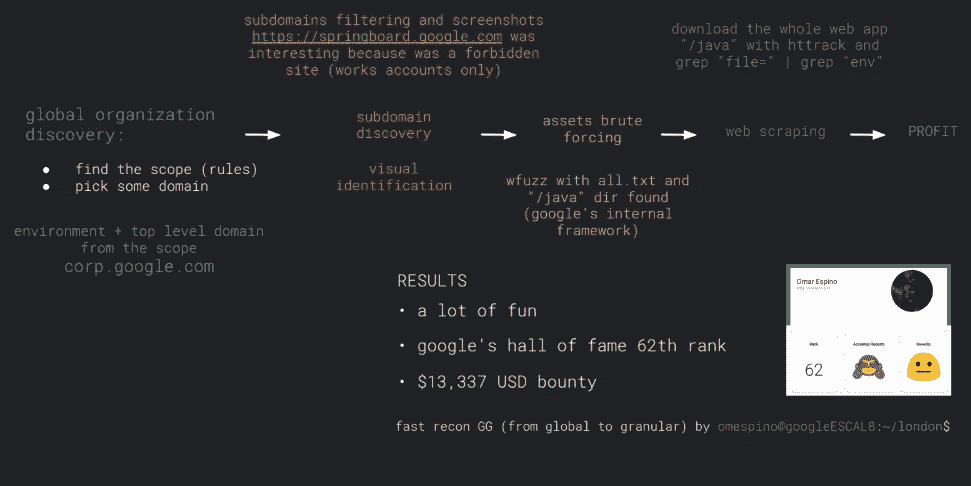 subdomains filtering and screenshots
https://springboard.google.com was
interesting because was a forbidden
site (works accounts only)
download the whole web app
"/java" with httrack and
grep "file=" | grep "env"
global organization
discovery:
• find the scope (rules)
• pick some domain
environment + top level domain
from the scope
corp.google.com
subdomain
discovery
visual
identification
assets brute
forcing
wfuzz with all.txt and
"/java" dir found
(google's internal
framework)
web scraping
PROFIT
RESULTS
• a lot of fun
• google's hall of fame 62th rank
• $13,337 USD bounty
Omar Espino
Rank
62
Accepted Reports
fast recon GG (from global to granular) by omespino@googleESCAL8:~/london$